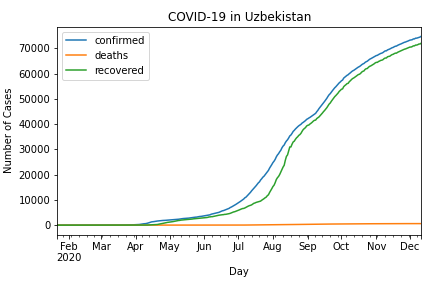 COVID-19 in Uzbekistan
confirmed
deaths
recovered
Number of Cases
70000
60000
50000
40000
30000
20000
10000
0
Feb Mar Apr May Jun Jul Aug Sep Oct Nov Dec
2020
Day